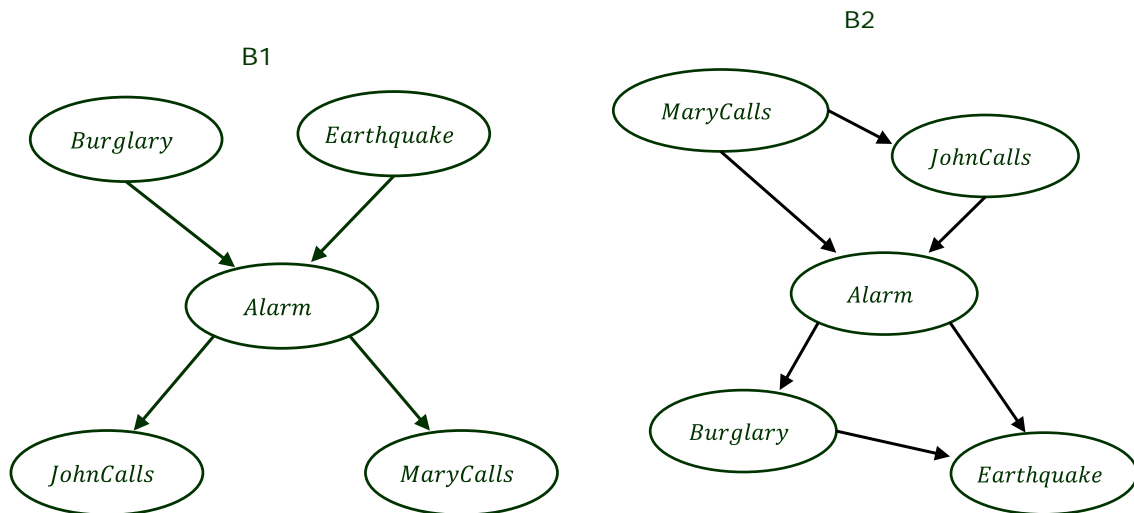 B1
Burglary
Earthquake
Alarm
JohnCalls
MaryCalls
B2
MaryCalls
JohnCalls
Alarm
Burglary
Earthquake